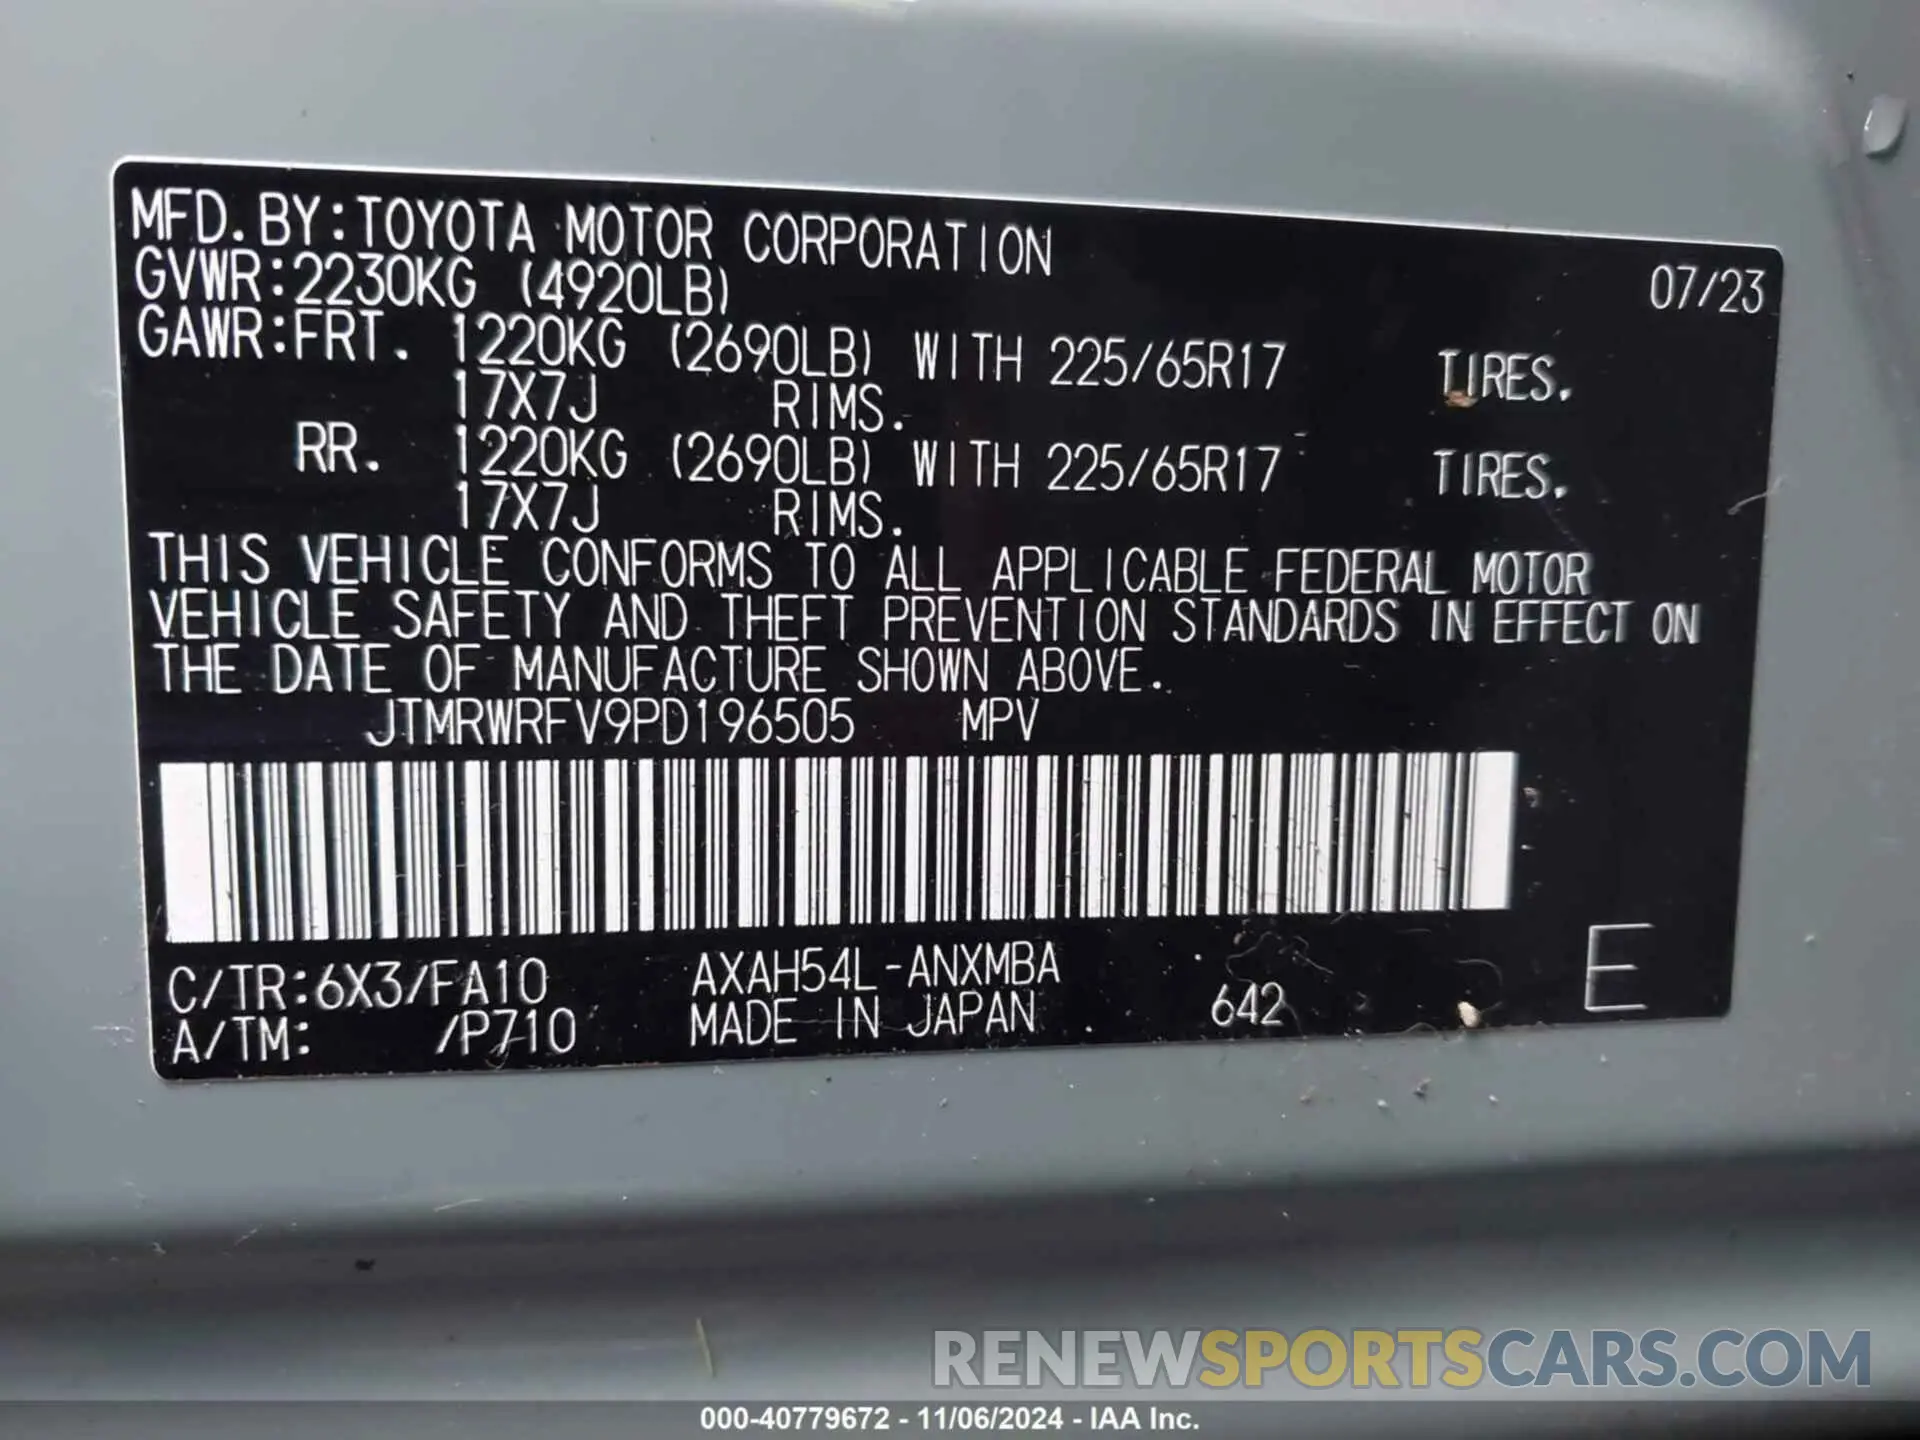 MFD.BY:TOYOTA MOTOR CORPORATION 07/23
GVWR:2230KG (4920LB)
GAWR:FRT. 1220KG (2690LB) WITH 225/65R17 TIRES.
17X7J RIMS.
RR. 1220KG (2690LB) WITH 225/65R17 TIRES.
17X7J RIMS.
THIS VEHICLE CONFORMS TO ALL APPLICABLE FEDERAL MOTOR
VEHICLE SAFETY AND THEFT PREVENTION STANDARDS IN EFFECT ON
THE DATE OF MANUFACTURE SHOWN ABOVE.
JTMRWRFV9PD196505 MPV
C/TR:6X3/FA10 AXAH54L-ANXMBA E
A/TM: /P710 MADE IN JAPAN 642
RENEWSPORTSCARS.COM
000-40779672 - 11/06/2024 - IAA Inc.